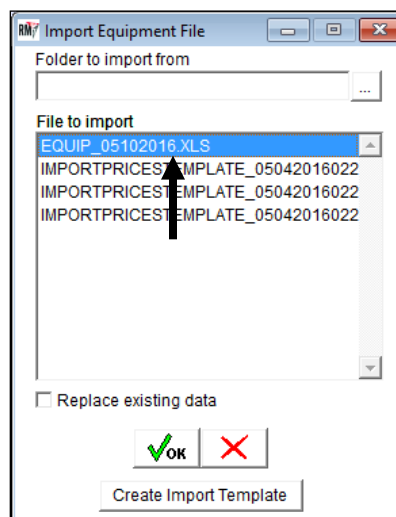 RM Import Equipment File
Folder to import from
...
File to import
EQUIP_05102016.XLS
IMPORTPRICESTEMPLATE_05042016022
IMPORTPRICESTEMPLATE_05042016022
IMPORTPRICESTEMPLATE_05042016022
Replace existing data
OK
Create Import Template